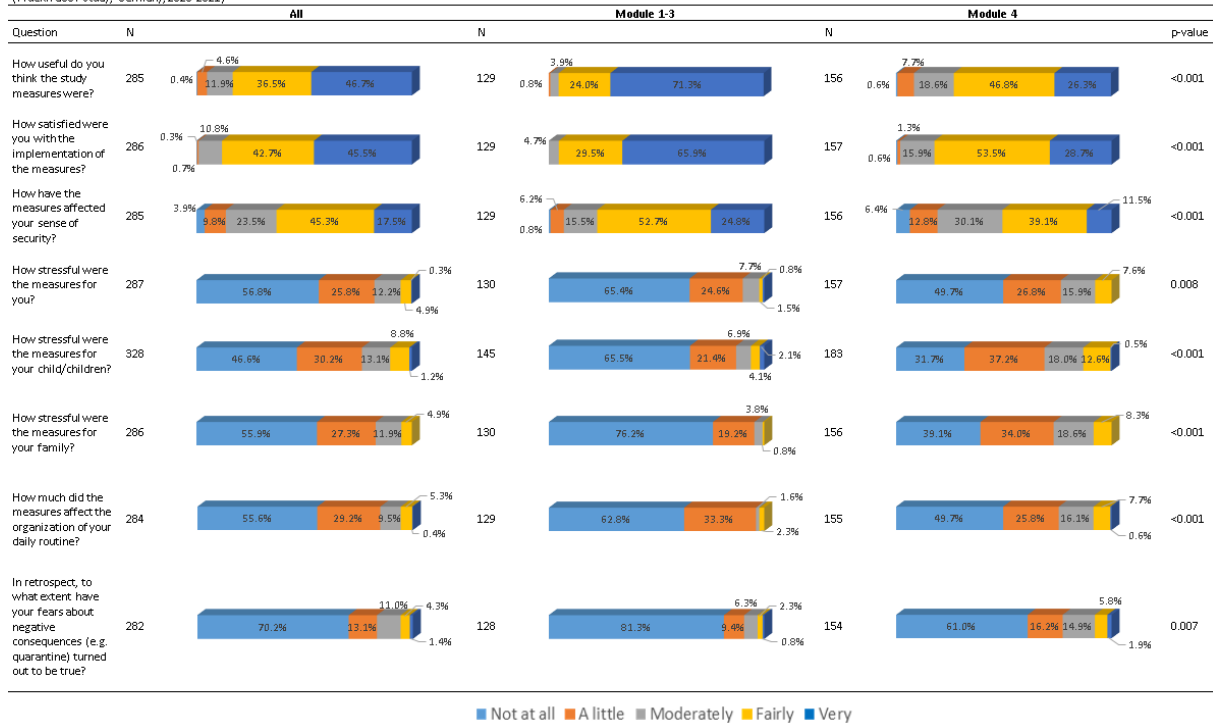 All Module 1-3 Module 4
Question N N N p-value
How useful do you
think the study
measures were?
285 0.4% 4.6% 11.9% 36.5% 46.7% 129 0.8% 3.9% 24.0% 71.3% 156 0.6% 7.7% 18.6% 46.8% 26.3% <0.001
How satisfied were
you with the
implementation of
the measures?
286 0.3% 0.7% 10.8% 42.7% 45.5% 129 4.7% 29.5% 65.9% 157 0.6% 1.3% 15.9% 53.5% 28.7% <0.001
How have the
measures affected
your sense of
security?
285 3.9% 9.8% 23.5% 45.3% 17.5% 129 0.8% 6.2% 15.5% 52.7% 24.8% 156 6.4% 12.8% 30.1% 39.1% 11.5% <0.001
How stressful were
the measures for
you?
287 56.8% 25.8% 12.2% 4.9% 0.3% 130 65.4% 24.6% 7.7% 1.5% 0.8% 157 49.7% 26.8% 15.9% 7.6% 0.008
How stressful were
the measures for
your child/children?
328 46.6% 30.2% 13.1% 8.8% 1.2% 145 65.5% 21.4% 6.9% 4.1% 2.1% 183 31.7% 37.2% 18.0% 12.6% 0.5% <0.001
How stressful were
the measures for
your family?
286 55.9% 27.3% 11.9% 4.9% 130 76.2% 19.2% 3.8% 0.8% 156 39.1% 34.0% 18.6% 8.3% <0.001
How much did the
measures affect the
organization of your
daily routine?
284 55.6% 29.2% 9.5% 5.3% 0.4% 129 62.8% 33.3% 1.6% 2.3% 155 49.7% 25.8% 16.1% 7.7% 0.6% <0.001
In retrospect, to
what extent have
your fears about
negative
consequences (e.g.
quarantine) turned
out to be true?
282 70.2% 13.1% 11.0% 4.3% 1.4% 128 81.3% 9.4% 6.3% 2.3% 0.8% 154 61.0% 16.2% 14.9% 5.8% 1.9% 0.007
Not at all A little Moderately Fairly Very